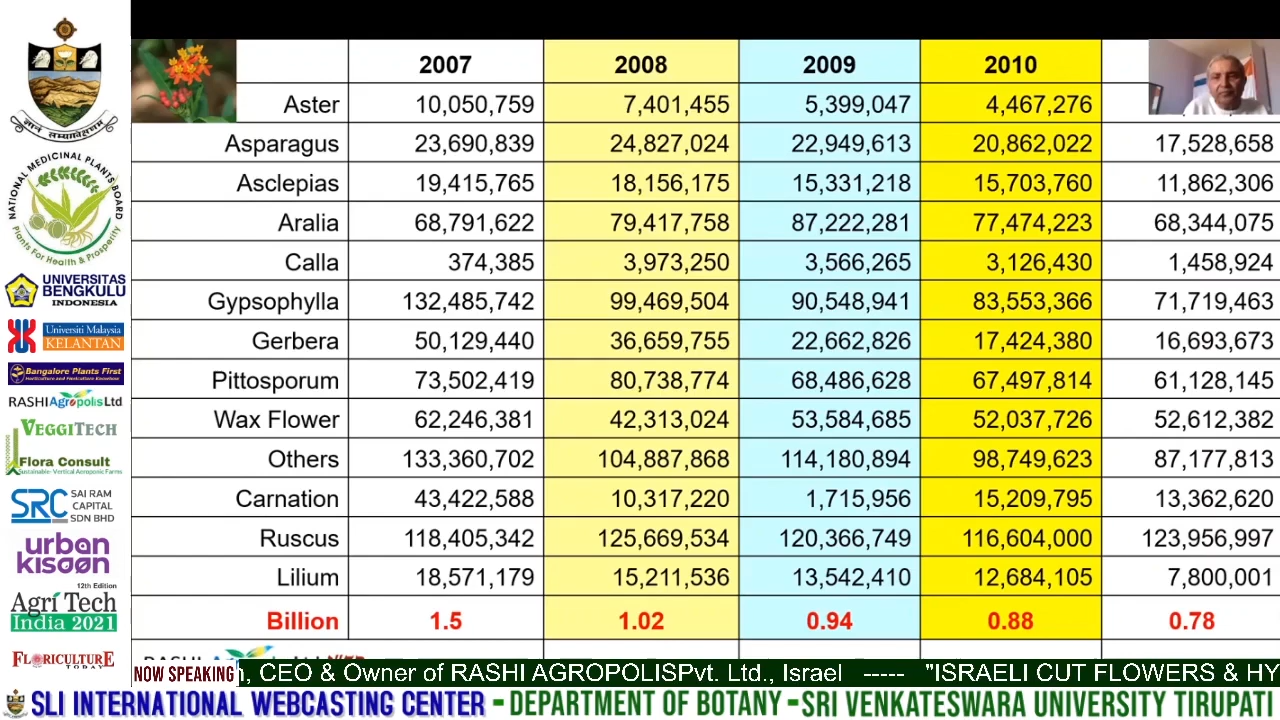 2007 2008 2009 2010
Aster 10,050,759 7,401,455 5,399,047 4,467,276
Asparagus 23,690,839 24,827,024 22,949,613 20,862,022 17,528,658
Asclepias 19,415,765 18,156,175 15,331,218 15,703,760 11,862,306
Aralia 68,791,622 79,417,758 87,222,281 77,474,223 68,344,075
Calla 374,385 3,973,250 3,566,265 3,126,430 1,458,924
Gypsophylla 132,485,742 99,469,504 90,548,941 83,553,366 71,719,463
Gerbera 50,129,440 36,659,755 22,662,826 17,424,380 16,693,673
Pittosporum 73,502,419 80,738,774 68,486,628 67,497,814 61,128,145
Wax Flower 62,246,381 42,313,024 53,584,685 52,037,726 52,612,382
Others 133,360,702 104,887,868 114,180,894 98,749,623 87,177,813
Carnation 43,422,588 10,317,220 1,715,956 15,209,795 13,362,620
Ruscus 118,405,342 125,669,534 120,366,749 116,604,000 123,956,997
Lilium 18,571,179 15,211,536 13,542,410 12,684,105 7,800,001
Billion 1.5 1.02 0.94 0.88 0.78
NATIONAL MEDICINAL PLANTS BOARD
Plants For Health & Prosperity
UNIVERSITAS
BENGKULU
INDONESIA
Universiti Malaysia
KELANTAN
Bangalore Plants First
RASHI Agropolis Ltd
VEGGITECH
Flora Consult
Sustainable- Vertical Aeroponic Farms
SRC SAI RAM
CAPITAL
SDN BHD
urban
kisaan
12th Edition
Agri Tech
India 2021
FLORICULTURE
TODAY
NOW SPEAKING , CEO & Owner of RASHI AGROPOLISPvt. Ltd., Israel ----- "ISRAELI CUT FLOWERS & HY
SLI INTERNATIONAL WEBCASTING CENTER - DEPARTMENT OF BOTANY - SRI VENKATESWARA UNIVERSITY TIRUPATI